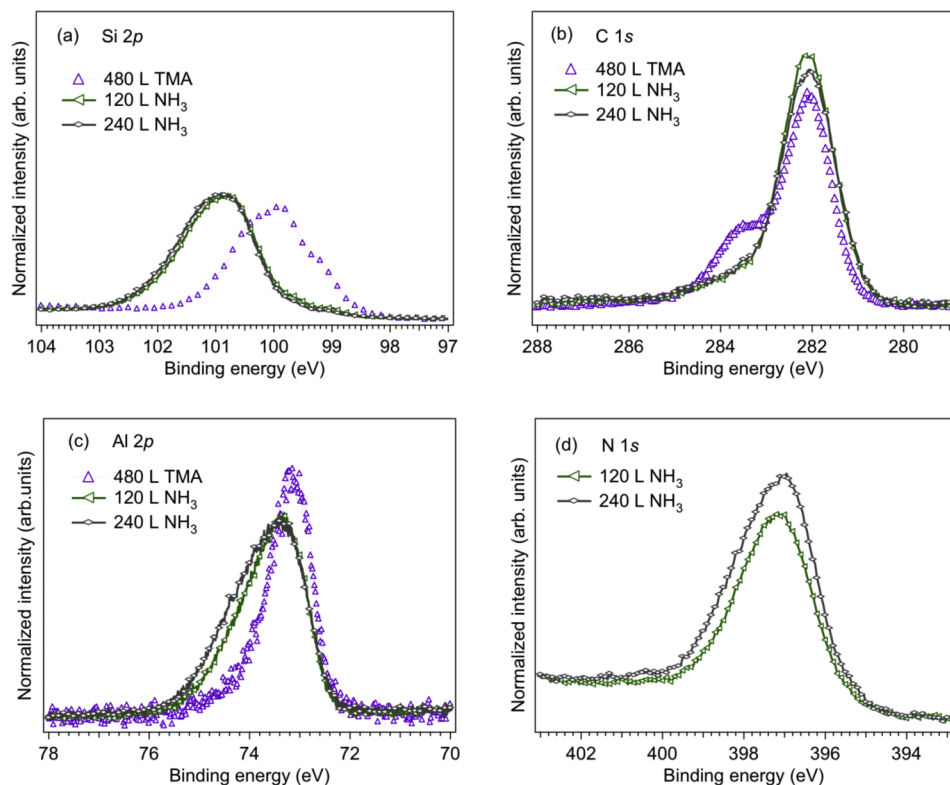 (a) Si 2p
480 L TMA
120 L NH3
240 L NH3
Normalized intensity (arb. units)
104 103 102 101 100 99 98 97
Binding energy (eV)
(b) C 1s
480 L TMA
120 L NH3
240 L NH3
Normalized intensity (arb. units)
288 286 284 282 280
Binding energy (eV)
(c) Al 2p
480 L TMA
120 L NH3
240 L NH3
Normalized intensity (arb.units)
78 76 74 72 70
Binding energy (eV)
(d) N 1s
120 L NH3
240 L NH3
Normalized intensity (arb. units)
402 400 398 396 394
Binding energy (eV)